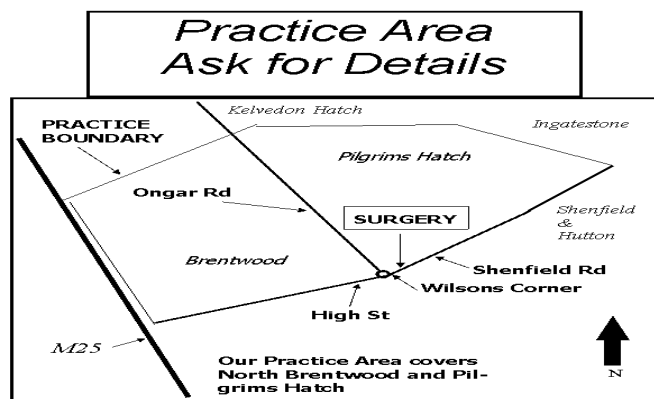 Practice Area
Ask for Details
Kelvedon Hatch
PRACTICE
BOUNDARY
Ingatestone
Pilgrims Hatch
Ongar Rd
SURGERY
Shenfield
&
Hutton
Brentwood
Shenfield Rd
Wilsons Corner
High St
M25
Our Practice Area covers
North Brentwood and Pil-
grims Hatch
N